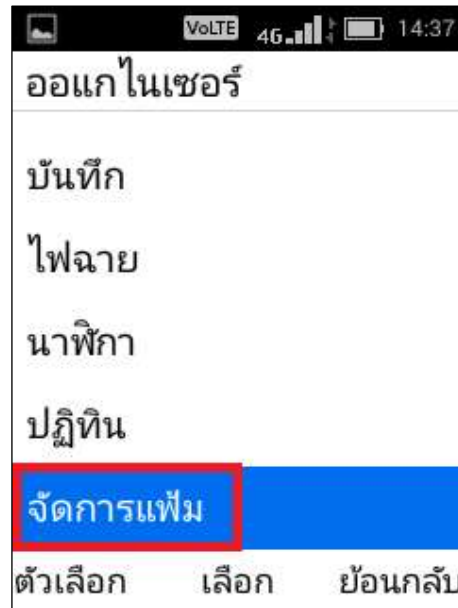 VoLTE 4G 14:37
ออแกไนเซอร์
บันทึก
ไฟฉาย
นาฬิกา
ปฏิทิน
จัดการแฟ้ม
ตัวเลือก เลือก ย้อนกลับ